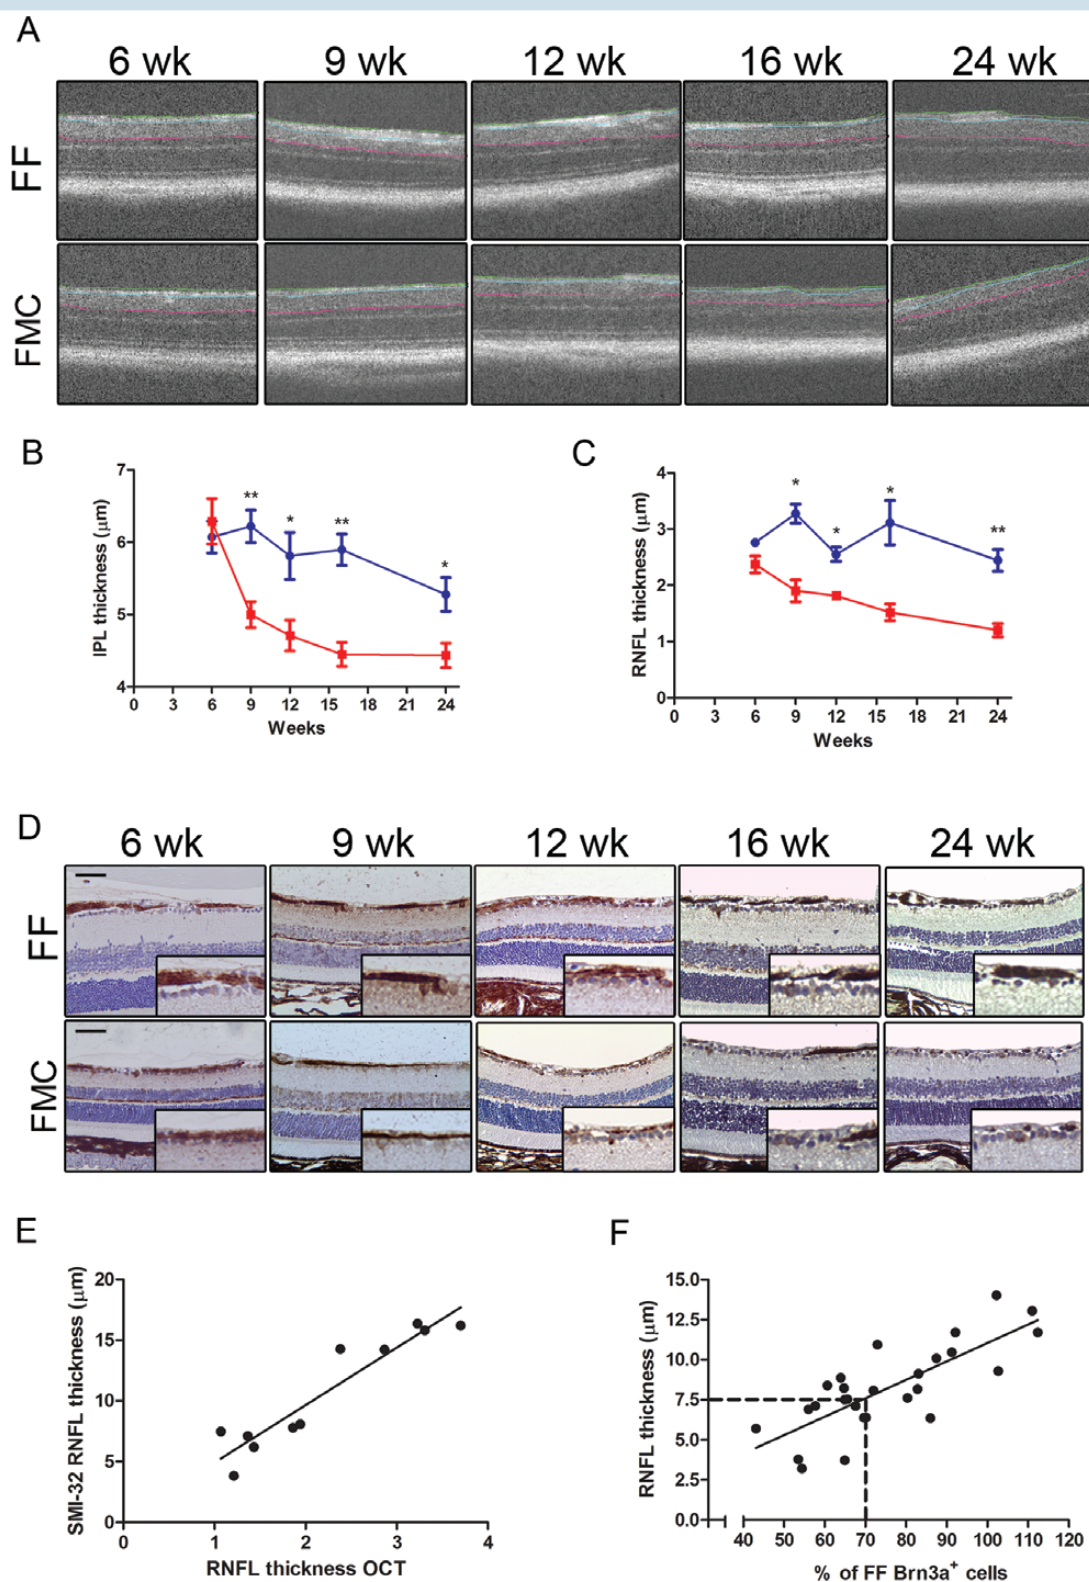 A
6 wk 9 wk 12 wk 16 wk 24 wk
FF
FMC
B
IPL thickness (μm)
7
6
5
4
** * ** *
0 3 6 9 12 15 18 21 24
Weeks
C
RNFL thickness (μm)
4
3
2
1
0
* * * **
0 3 6 9 12 15 18 21 24
Weeks
D
6 wk 9 wk 12 wk 16 wk 24 wk
FF
FMC
E
SMI-32 RNFL thickness (μm)
20
15
10
5
0
0 1 2 3 4
RNFL thickness OCT
F
RNFL thickness (μm)
15.0
12.5
10.0
7.5
5.0
2.5
0.0
40 50 60 70 80 90 100 110 120
% of FF Brn3a⁺ cells